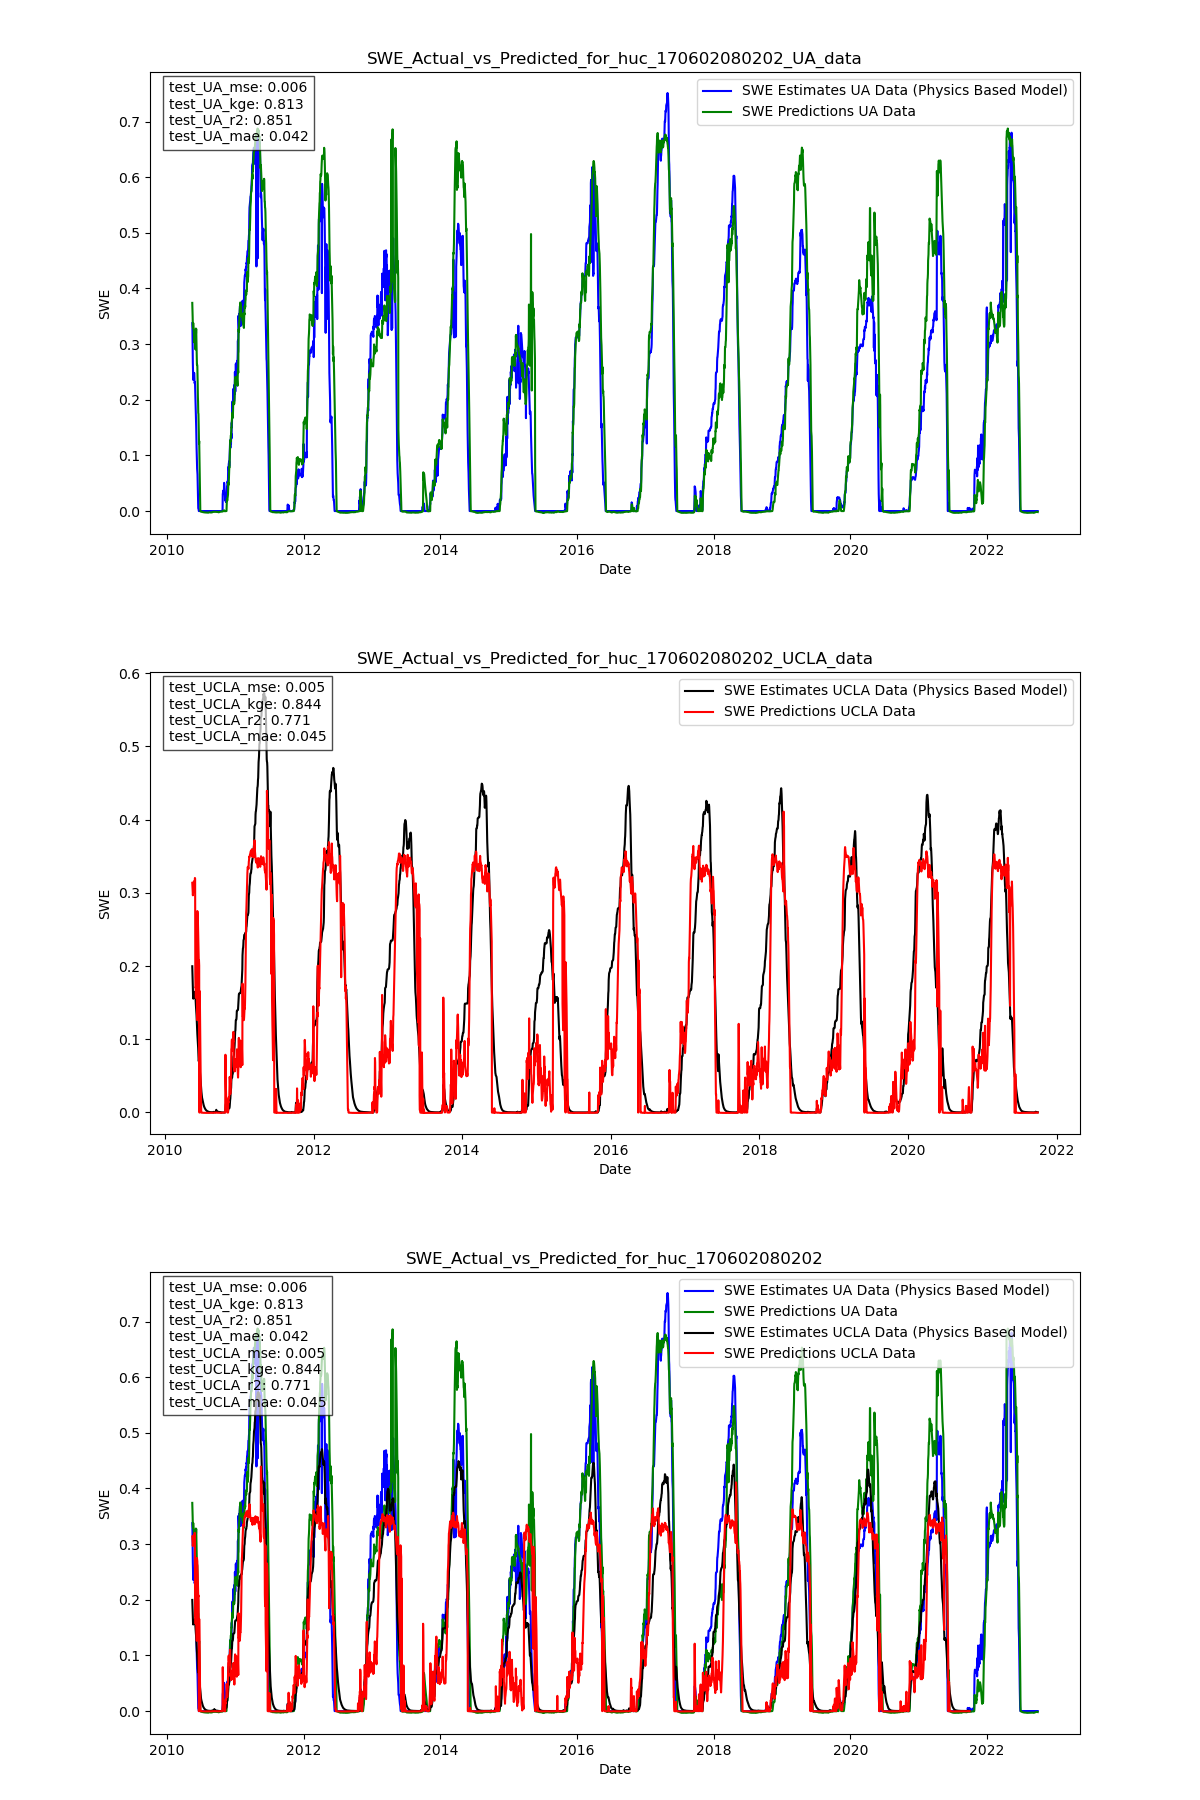 SWE_Actual_vs_Predicted_for_huc_170602080202_UA_data
test_UA_mse: 0.006
test_UA_kge: 0.813
test_UA_r2: 0.851
test_UA_mae: 0.042
SWE Estimates UA Data (Physics Based Model)
SWE Predictions UA Data
0.7
0.6
0.5
0.4
0.3
0.2
0.1
0.0
SWE
2010 2012 2014 2016 2018 2020 2022
Date
SWE_Actual_vs_Predicted_for_huc_170602080202_UCLA_data
test_UCLA_mse: 0.005
test_UCLA_kge: 0.844
test_UCLA_r2: 0.771
test_UCLA_mae: 0.045
SWE Estimates UCLA Data (Physics Based Model)
SWE Predictions UCLA Data
0.6
0.5
0.4
0.3
0.2
0.1
0.0
SWE
2010 2012 2014 2016 2018 2020 2022
Date
SWE_Actual_vs_Predicted_for_huc_170602080202
test_UA_mse: 0.006
test_UA_kge: 0.813
test_UA_r2: 0.851
test_UA_mae: 0.042
test_UCLA_mse: 0.005
test_UCLA_kge: 0.844
test_UCLA_r2: 0.771
test_UCLA_mae: 0.045
SWE Estimates UA Data (Physics Based Model)
SWE Predictions UA Data
SWE Estimates UCLA Data (Physics Based Model)
SWE Predictions UCLA Data
0.7
0.6
0.5
0.4
0.3
0.2
0.1
0.0
SWE
2010 2012 2014 2016 2018 2020 2022
Date